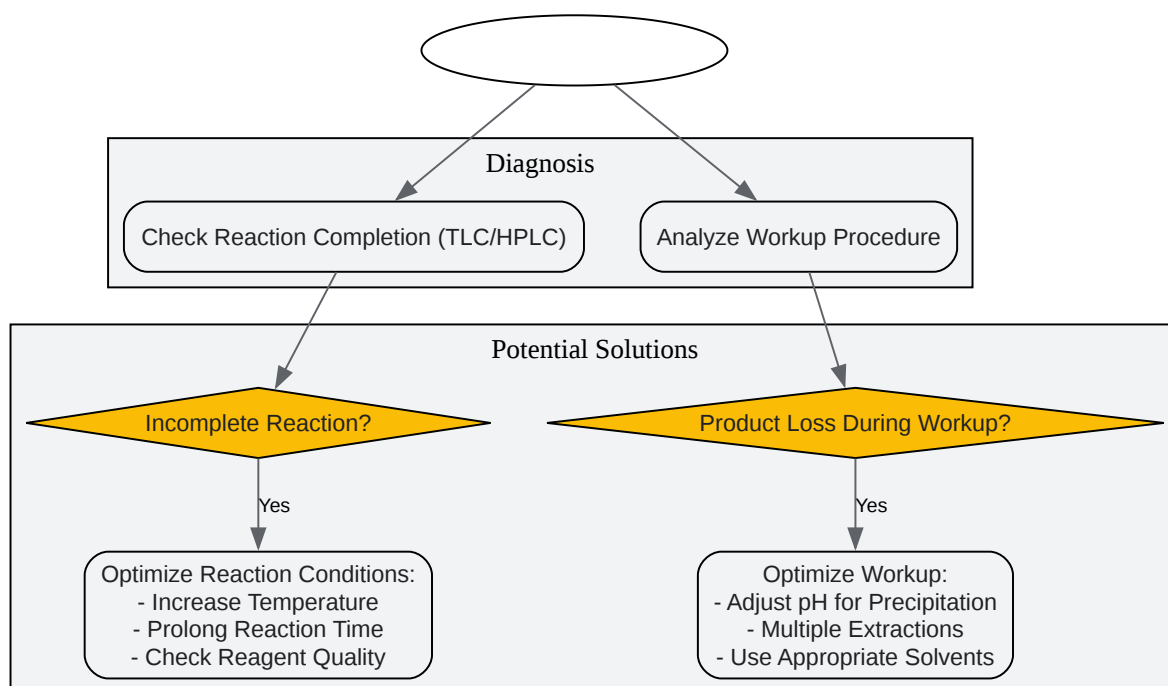 Diagnosis
Check Reaction Completion (TLC/HPLC)
Analyze Workup Procedure
Potential Solutions
Incomplete Reaction?
Product Loss During Workup?
Yes
Yes
Optimize Reaction Conditions:
- Increase Temperature
- Prolong Reaction Time
- Check Reagent Quality
Optimize Workup:
- Adjust pH for Precipitation
- Multiple Extractions
- Use Appropriate Solvents